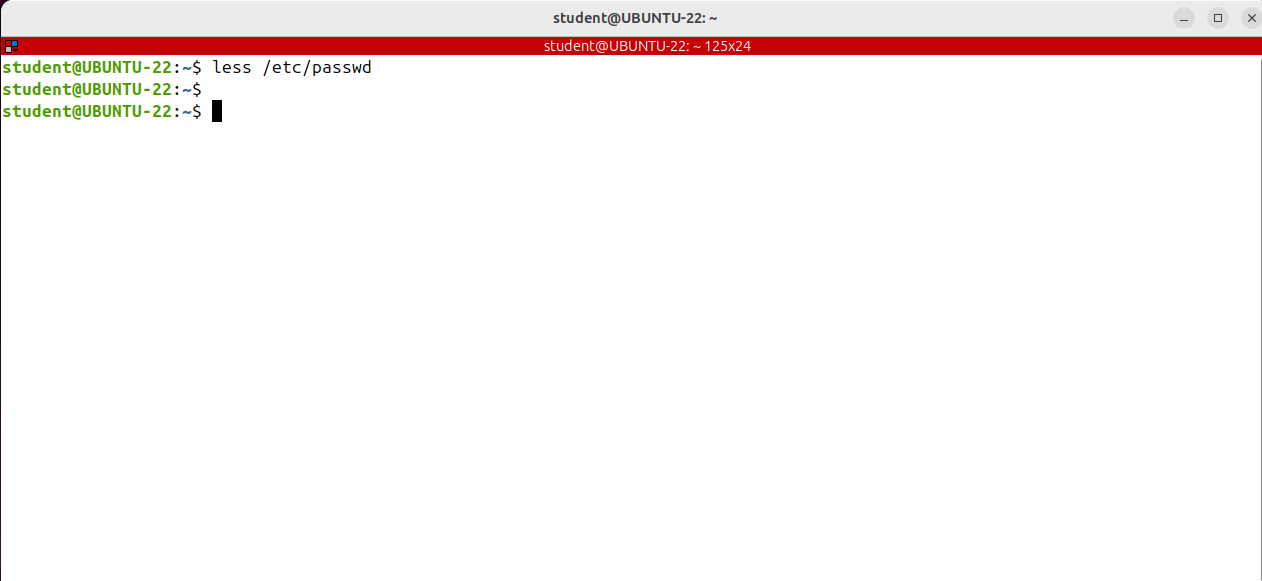 student@UBUNTU-22: ~
student@UBUNTU-22: ~ 125x24
student@UBUNTU-22:~$ less /etc/passwd
student@UBUNTU-22:~$
student@UBUNTU-22:~$